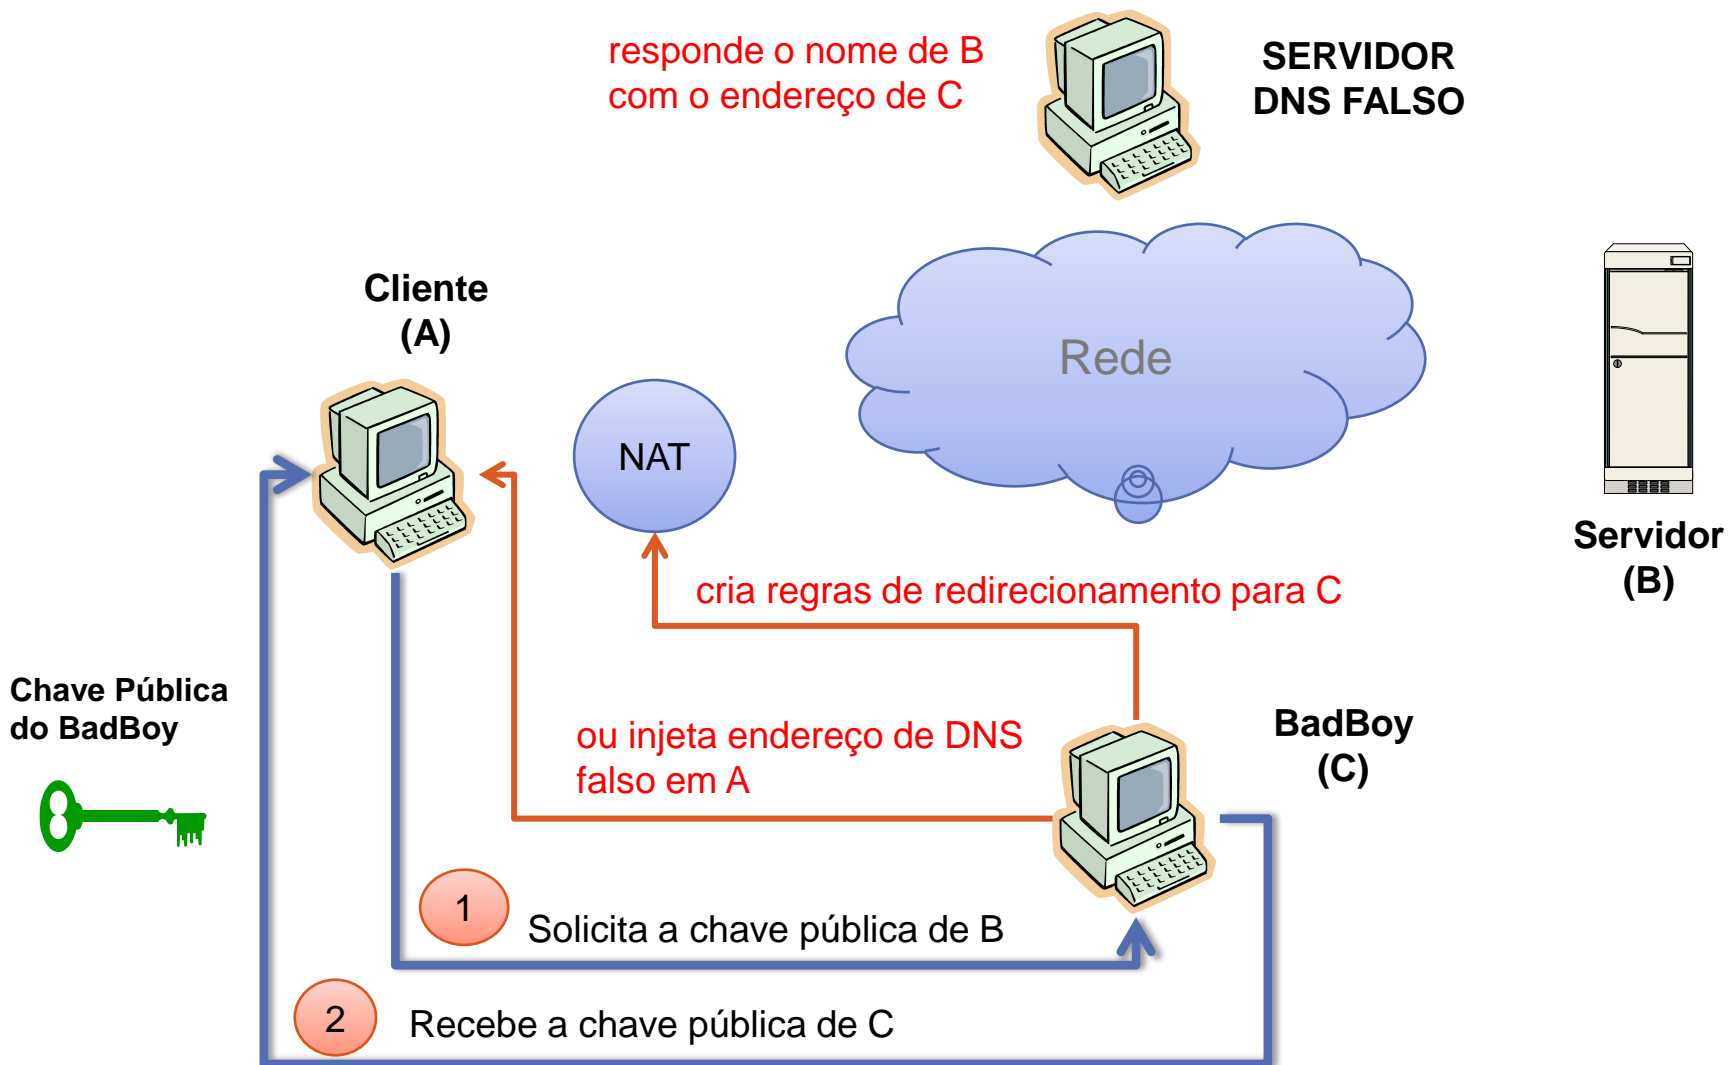 responde o nome de B
com o endereço de C
SERVIDOR
DNS FALSO
Cliente
(A)
Rede
NAT
Servidor
(B)
cria regras de redirecionamento para C
Chave Pública
do BadBoy
ou injeta endereço de DNS
falso em A
BadBoy
(C)
1
Solicita a chave pública de B
2
Recebe a chave pública de C